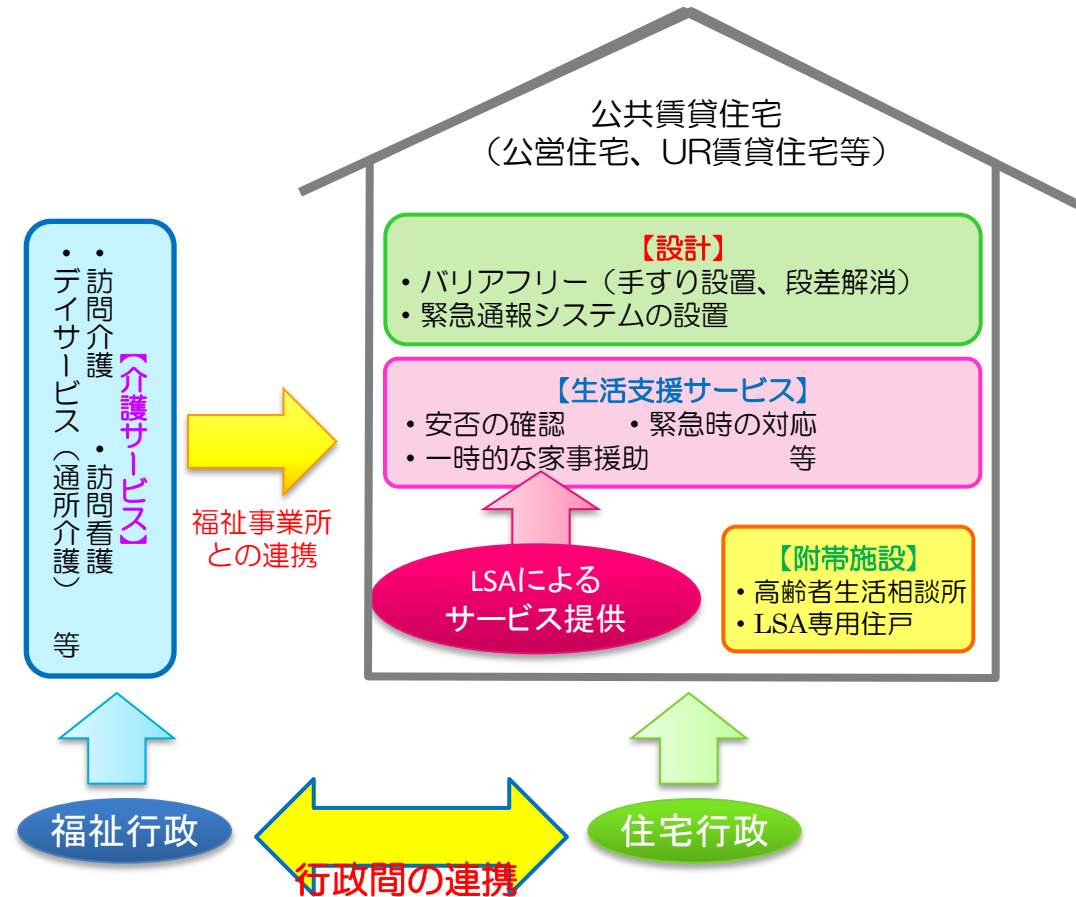 公共賃貸住宅
（公営住宅、UR賃貸住宅等）
【設計】
・バリアフリー（手すり設置、段差解消）
・緊急通報システムの設置
【生活支援サービス】
・安否の確認　・緊急時の対応
・一時的な家事援助　等
LSAによる
サービス提供
【附帯施設】
・高齢者生活相談所
・LSA専用住戸
【介護サービス】
・訪問介護　・訪問看護
・デイサービス（通所介護）　等
福祉事業所
との連携
福祉行政
行政間の連携
住宅行政